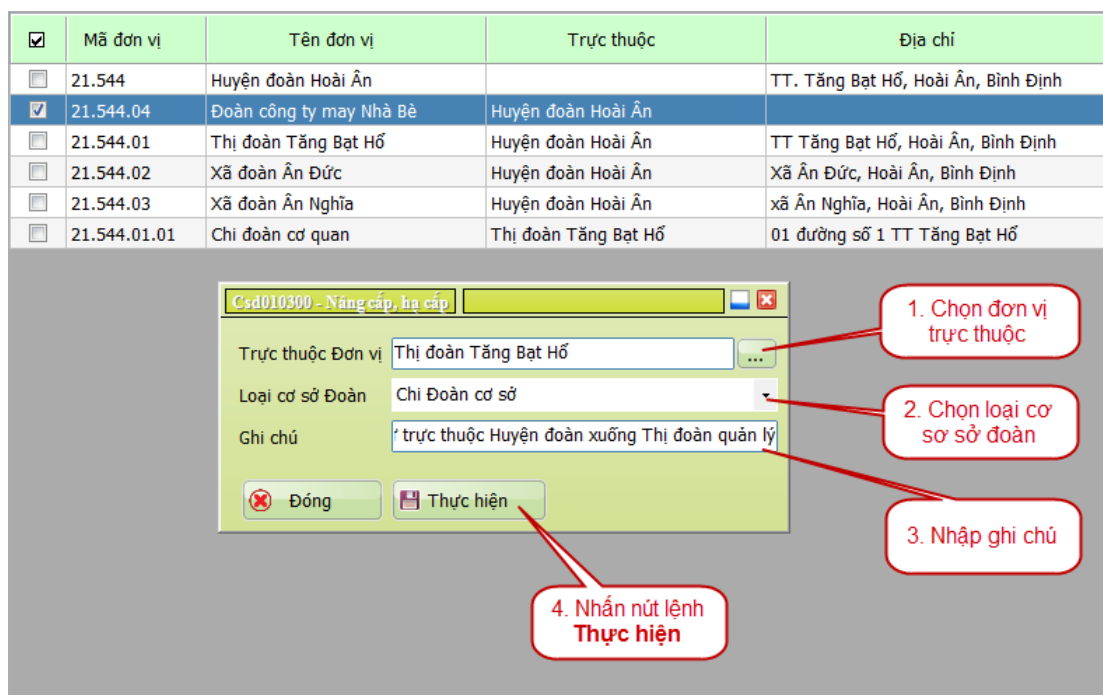 Mã đơn vị Tên đơn vị Trực thuộc Địa chỉ
21.544 Huyện đoàn Hoài Ân TT. Tăng Bạt Hổ, Hoài Ân, Bình Định
21.544.04 Đoàn công ty may Nhà Bè Huyện đoàn Hoài Ân
21.544.01 Thị đoàn Tăng Bạt Hổ Huyện đoàn Hoài Ân TT Tăng Bạt Hổ, Hoài Ân, Bình Định
21.544.02 Xã đoàn Ân Đức Huyện đoàn Hoài Ân Xã Ân Đức, Hoài Ân, Bình Định
21.544.03 Xã đoàn Ân Nghĩa Huyện đoàn Hoài Ân xã Ân Nghĩa, Hoài Ân, Bình Định
21.544.01.01 Chi đoàn cơ quan Thị đoàn Tăng Bạt Hổ 01 đường số 1 TT Tăng Bạt Hổ
Csd010300 - Nâng cấp, hạ cấp
Trực thuộc Đơn vị Thị đoàn Tăng Bạt Hổ ...
Loại cơ sở Đoàn Chi Đoàn cơ sở
Ghi chú trực thuộc Huyện đoàn xuống Thị đoàn quản lý
Đóng Thực hiện
1. Chọn đơn vị
trực thuộc
2. Chọn loại cơ
sơ sở đoàn
3. Nhập ghi chú
4. Nhấn nút lệnh
Thực hiện